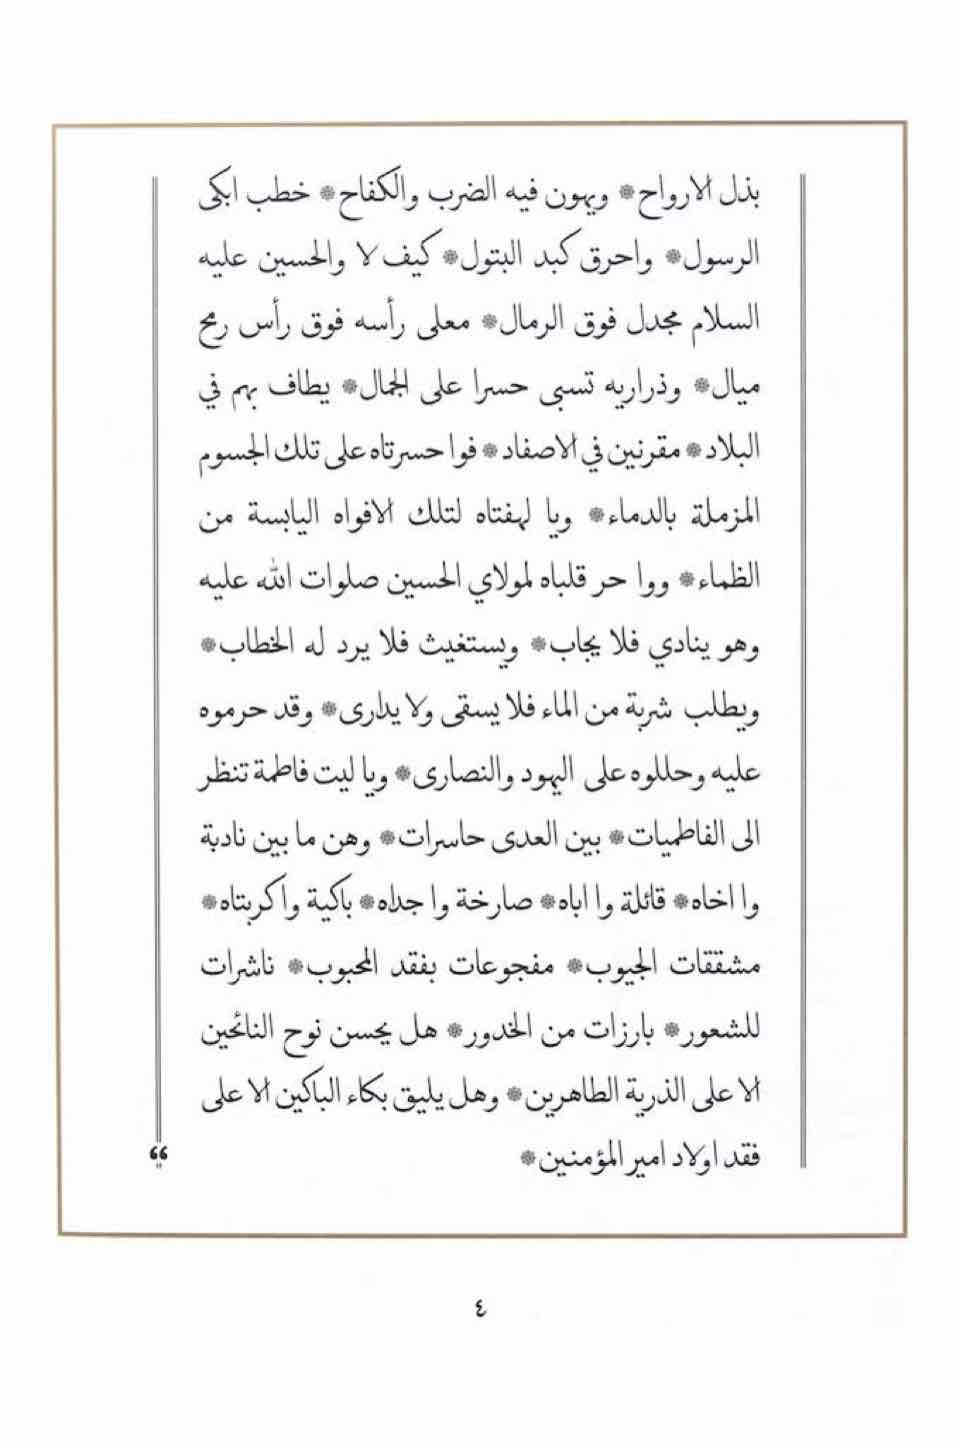 بذل الارواح* ويهون فيه الضرب والكفاح* خطب ابكى
الرسول* واحرق كبد البتول* كيف لا والحسين عليه
السلام مجدل فوق الرمال* معلى رأسه فوق رأس رمح
ميال* وذراريه تسبى حسرا على الجمال* يطاف بهم في
البلاد* مقرنين في الاصفاد* فوا حسرتاه على تلك الجسوم
المزملة بالدماء* ويا لهفتاه لتلك الافواه اليابسة من
الظماء* ووا حر قلباه لمولاي الحسين صلوات الله عليه
وهو ينادي فلا يجاب* ويستغيث فلا يرد له الخطاب*
ويطلب شربة من الماء فلا يسقى ولا يدارى* وقد حرموه
عليه وحللوه على اليهود والنصارى* ويا ليت فاطمة تنظر
الى الفاطميات* بين العدى حاسرات* وهن ما بين نادبة
وا اخاه* قائلة وا اباه* صارخة وا جداه* باكية وا كربتاه*
مشققات الجيوب* مفجوعات بفقد المحبوب* ناشرات
للشعور* بارزات من الخدور* هل يحسن نوح النائحين
الا على الذرية الطاهرين* وهل يليق بكاء الباكين الا على
فقد اولاد امير المؤمنين*
“
٤